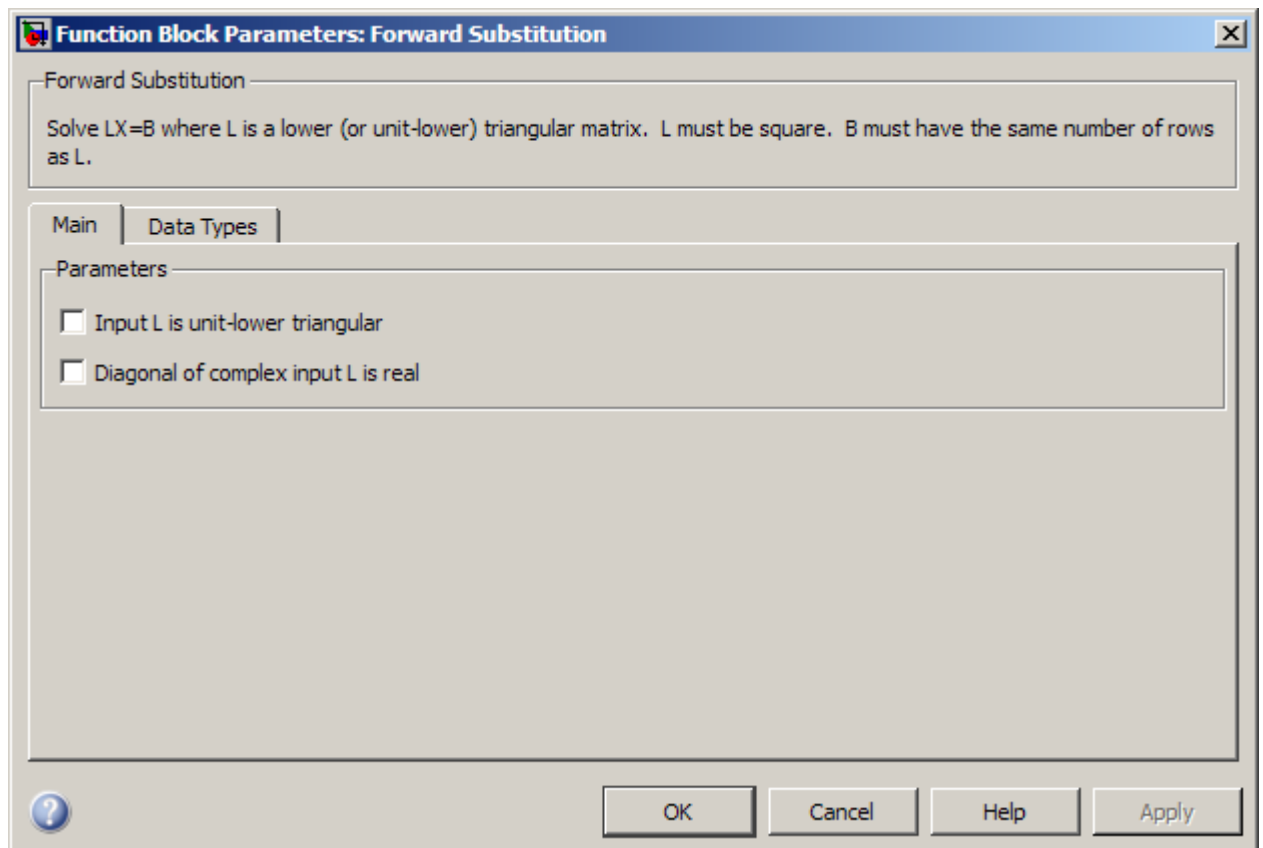 Function Block Parameters: Forward Substitution
Forward Substitution
Solve LX=B where L is a lower (or unit-lower) triangular matrix.  L must be square.  B must have the same number of rows
as L.
Main
Data Types
Parameters
Input L is unit-lower triangular
Diagonal of complex input L is real
?
OK
Cancel
Help
Apply